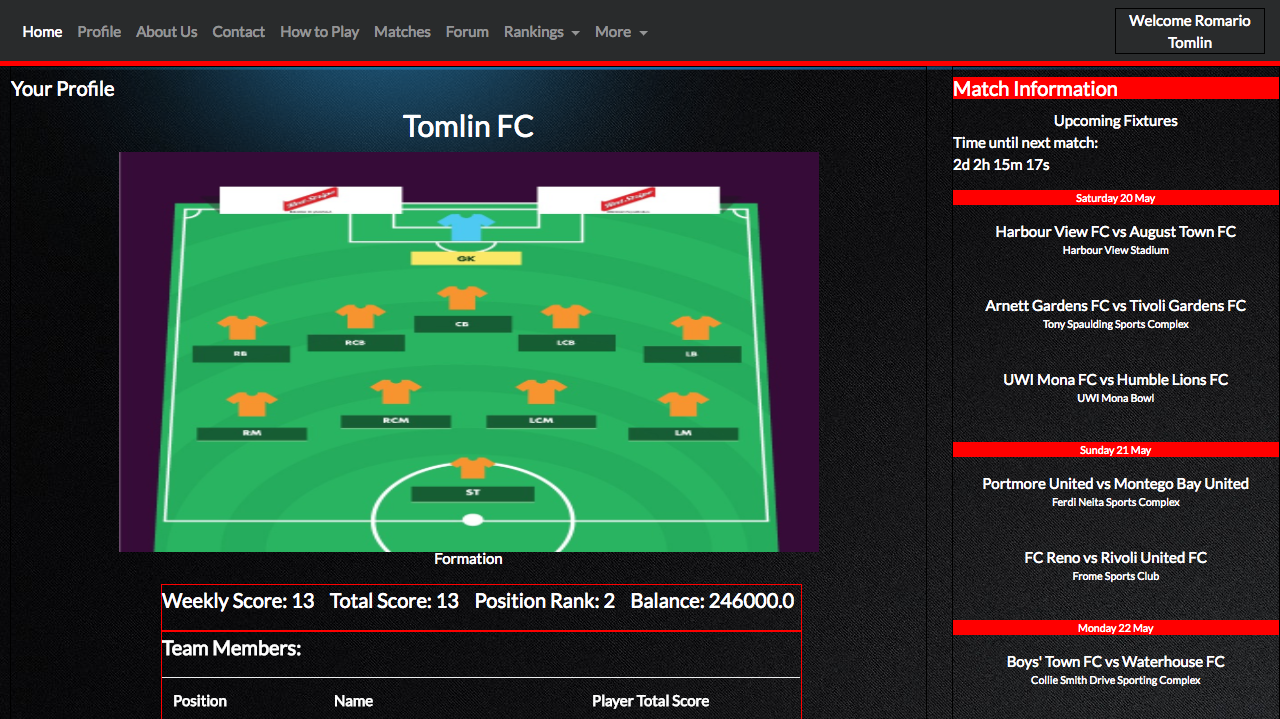 Home Profile About Us Contact How to Play Matches Forum Rankings More
Welcome Romario
Tomlin
Your Profile
Tomlin FC
GK
CB
RCB
LCB
RB
LB
RCM
LCM
RM
LM
ST
Formation
Weekly Score: 13 Total Score: 13 Position Rank: 2 Balance: 246000.0
Team Members:
Position Name Player Total Score
Match Information
Upcoming Fixtures
Time until next match:
2d 2h 15m 17s
Saturday 20 May
Harbour View FC vs August Town FC
Harbour View Stadium
Arnett Gardens FC vs Tivoli Gardens FC
Tony Spaulding Sports Complex
UWI Mona FC vs Humble Lions FC
UWI Mona Bowl
Sunday 21 May
Portmore United vs Montego Bay United
Ferdi Neita Sports Complex
FC Reno vs Rivoli United FC
Frome Sports Club
Monday 22 May
Boys' Town FC vs Waterhouse FC
Collie Smith Drive Sporting Complex